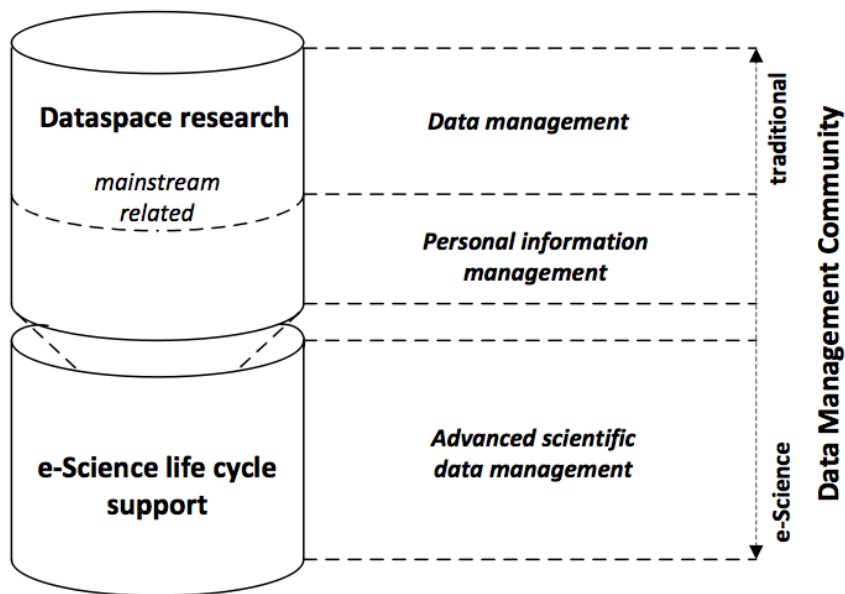 Dataspace research
mainstream
related
Data management
Personal information
management
e-Science life cycle
support
Advanced scientific
data management
traditional
e-Science
Data Management Community